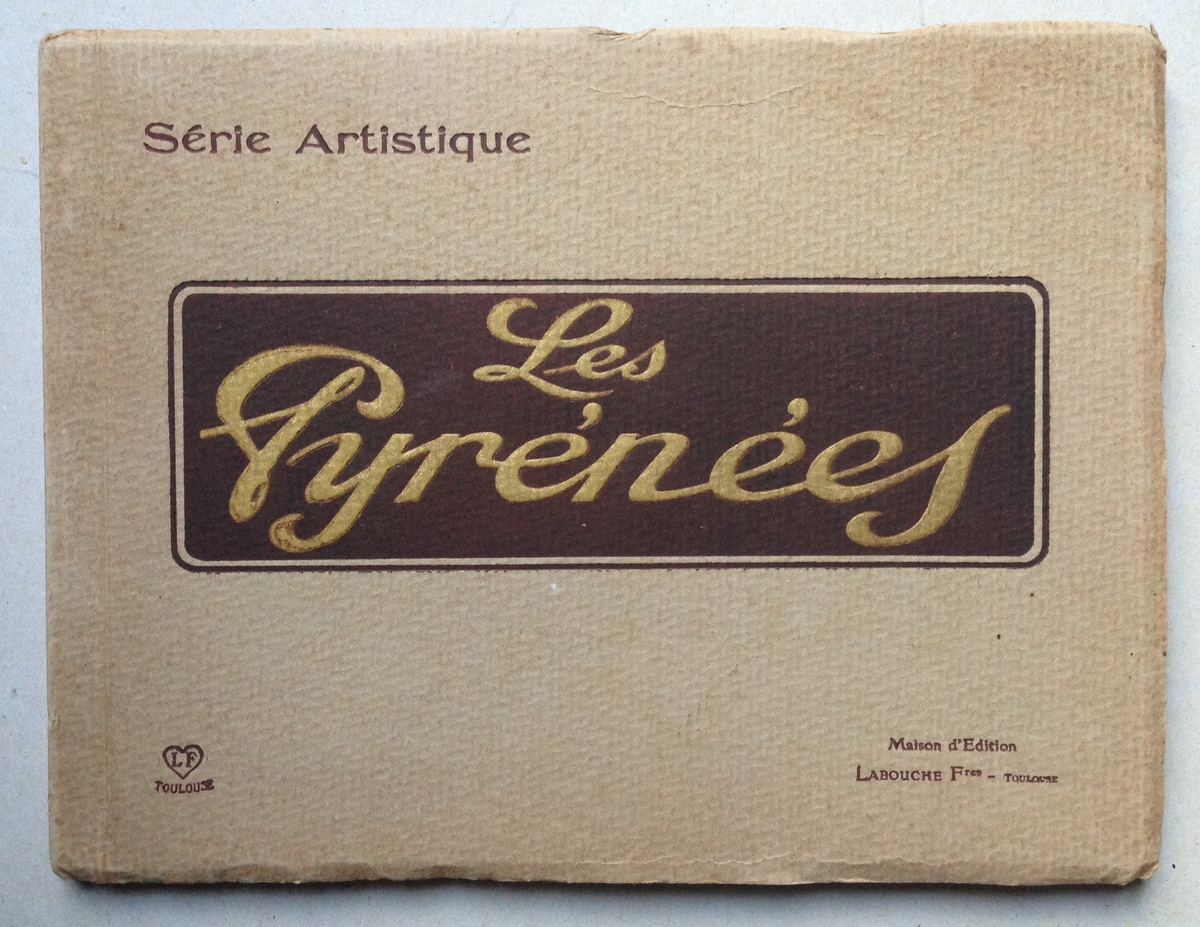 Série Artistique
Les
Pyrénées
LF
TOULOUSE
Maison d'Edition
LABOUCHE Fres - TOULOUSE